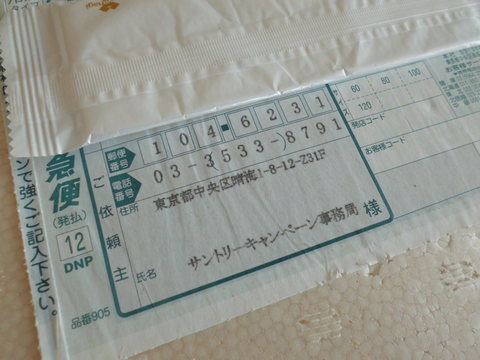 サイズ
60 80 100
120
発店コード
お客様コード
郵便番号 104-6231
電話番号 03-3533-8791
ご依頼主
住所 東京都中央区晴海1-8-12-Z31F
氏名 サントリーキャンペーン事務局 様
急便
(発払)
12
DNP
品番905
で強くご記入下さい。